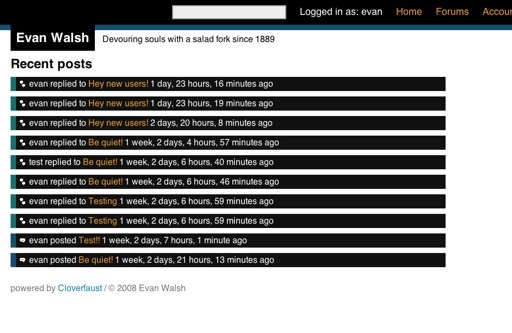 Logged in as: evan Home Forums
Evan Walsh Devouring souls with a salad fork since 1889
Recent posts
evan replied to Hey new users! 1 day, 23 hours, 16 minutes ago
evan replied to Hey new users! 1 day, 23 hours, 19 minutes ago
evan replied to Hey new users! 2 days, 20 hours, 8 minutes ago
evan replied to Be quiet! 1 week, 2 days, 4 hours, 57 minutes ago
test replied to Be quiet! 1 week, 2 days, 6 hours, 40 minutes ago
evan replied to Be quiet! 1 week, 2 days, 6 hours, 46 minutes ago
evan replied to Testing 1 week, 2 days, 6 hours, 59 minutes ago
evan replied to Testing 1 week, 2 days, 6 hours, 59 minutes ago
evan posted Test!! 1 week, 2 days, 7 hours, 1 minute ago
evan posted Be quiet! 1 week, 2 days, 21 hours, 13 minutes ago
powered by Cloverfaust / © 2008 Evan Walsh